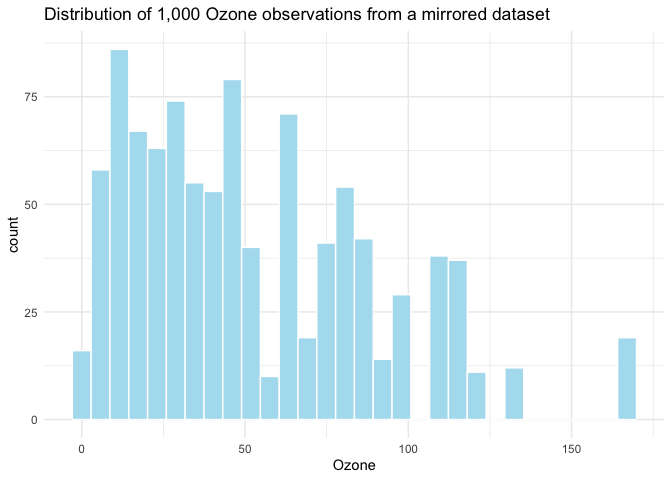 Distribution of 1,000 Ozone observations from a mirrored dataset
75
50
25
0
count
0 50 100 150
Ozone